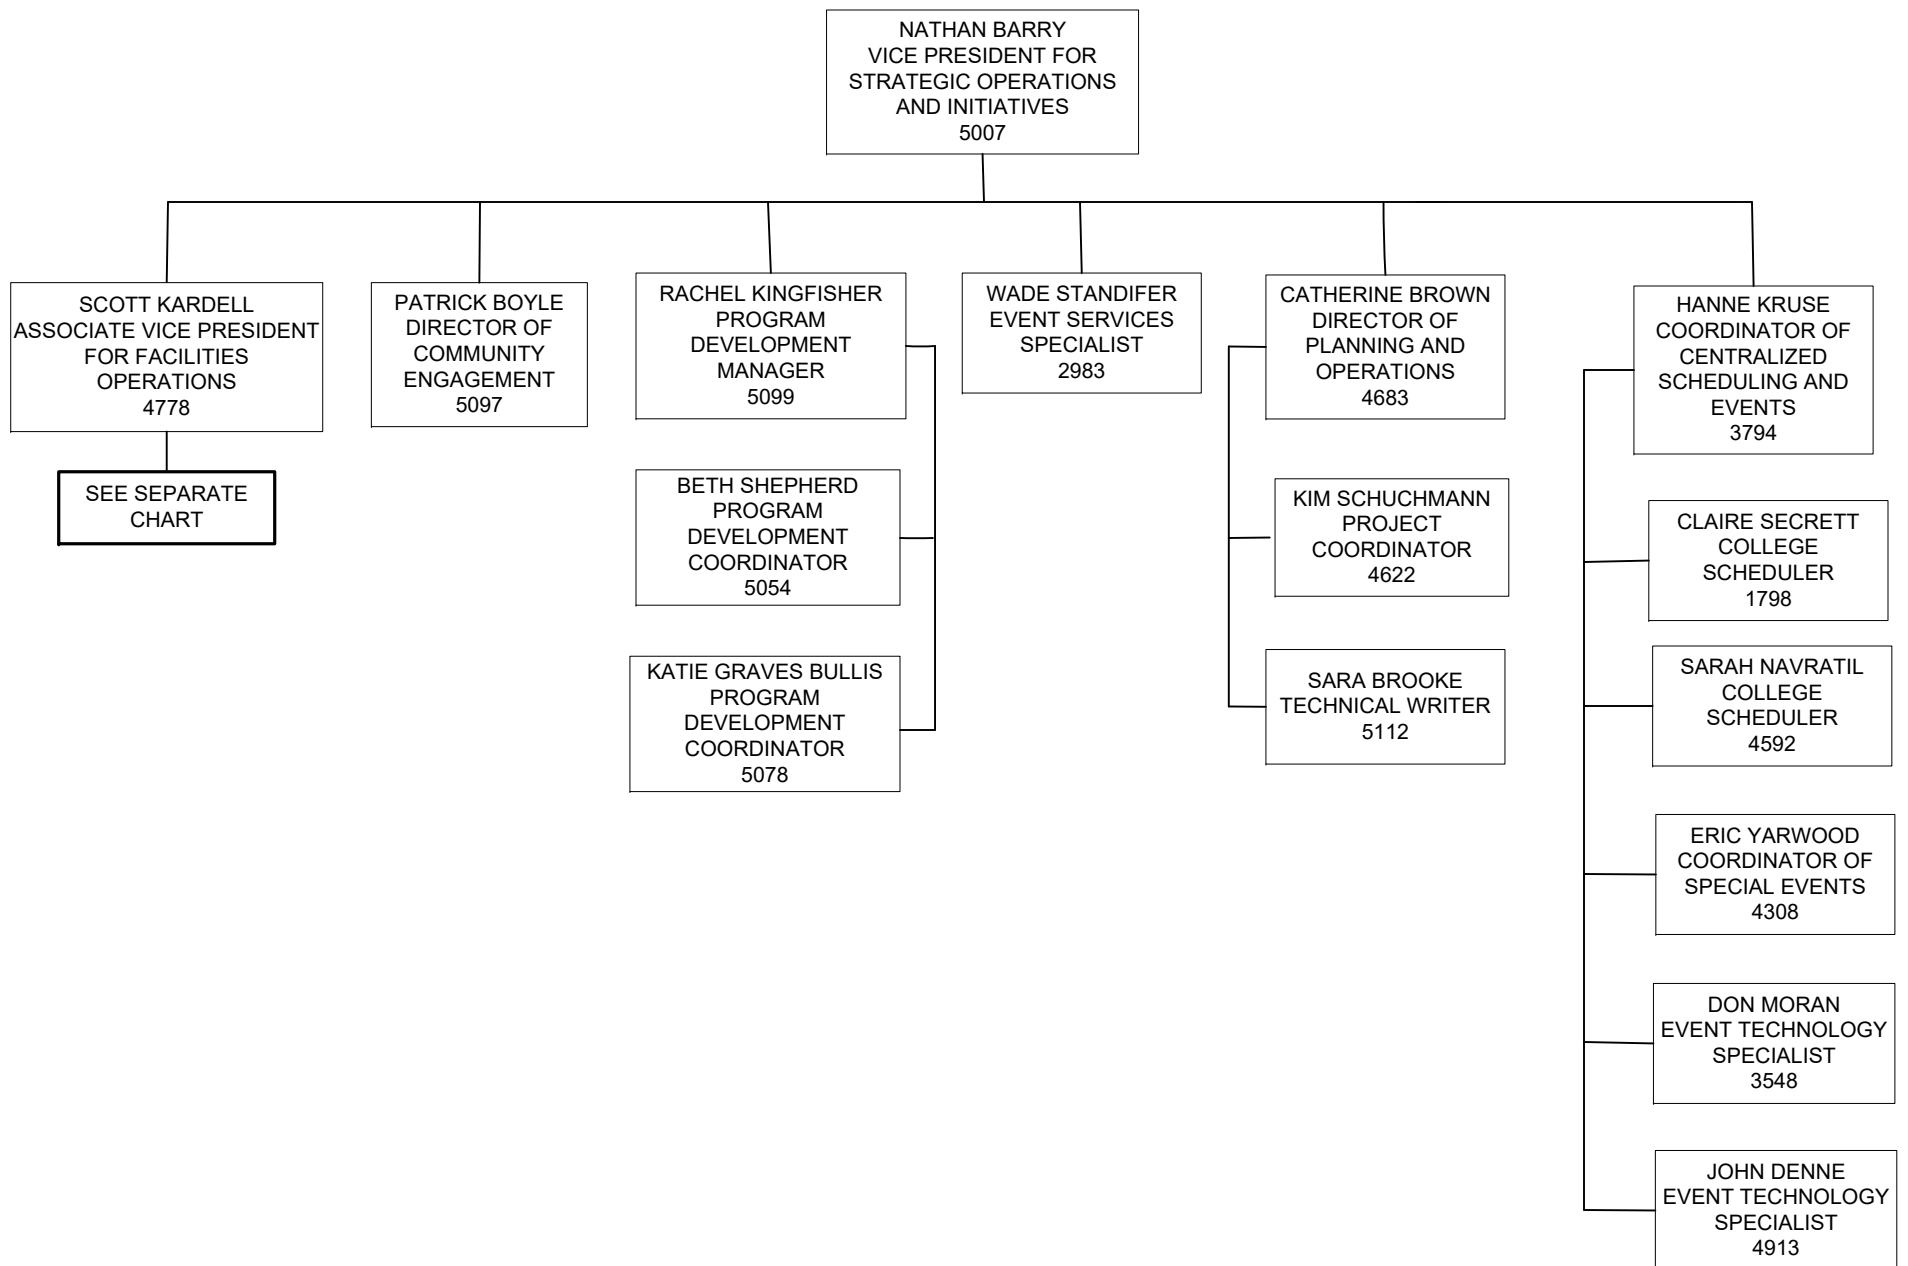 NATHAN BARRY
VICE PRESIDENT FOR
STRATEGIC OPERATIONS
AND INITIATIVES
5007
SCOTT KARDELL
ASSOCIATE VICE PRESIDENT
FOR FACILITIES
OPERATIONS
4778
SEE SEPARATE
CHART
PATRICK BOYLE
DIRECTOR OF
COMMUNITY
ENGAGEMENT
5097
RACHEL KINGFISHER
PROGRAM
DEVELOPMENT
MANAGER
5099
BETH SHEPHERD
PROGRAM
DEVELOPMENT
COORDINATOR
5054
KATIE GRAVES BULLIS
PROGRAM
DEVELOPMENT
COORDINATOR
5078
WADE STANDIFER
EVENT SERVICES
SPECIALIST
2983
CATHERINE BROWN
DIRECTOR OF
PLANNING AND
OPERATIONS
4683
KIM SCHUCHMANN
PROJECT
COORDINATOR
4622
SARA BROOKE
TECHNICAL WRITER
5112
HANNE KRUSE
COORDINATOR OF
CENTRALIZED
SCHEDULING AND
EVENTS
3794
CLAIRE SECRETT
COLLEGE
SCHEDULER
1798
SARAH NAVRATIL
COLLEGE
SCHEDULER
4592
ERIC YARWOOD
COORDINATOR OF
SPECIAL EVENTS
4308
DON MORAN
EVENT TECHNOLOGY
SPECIALIST
3548
JOHN DENNE
EVENT TECHNOLOGY
SPECIALIST
4913